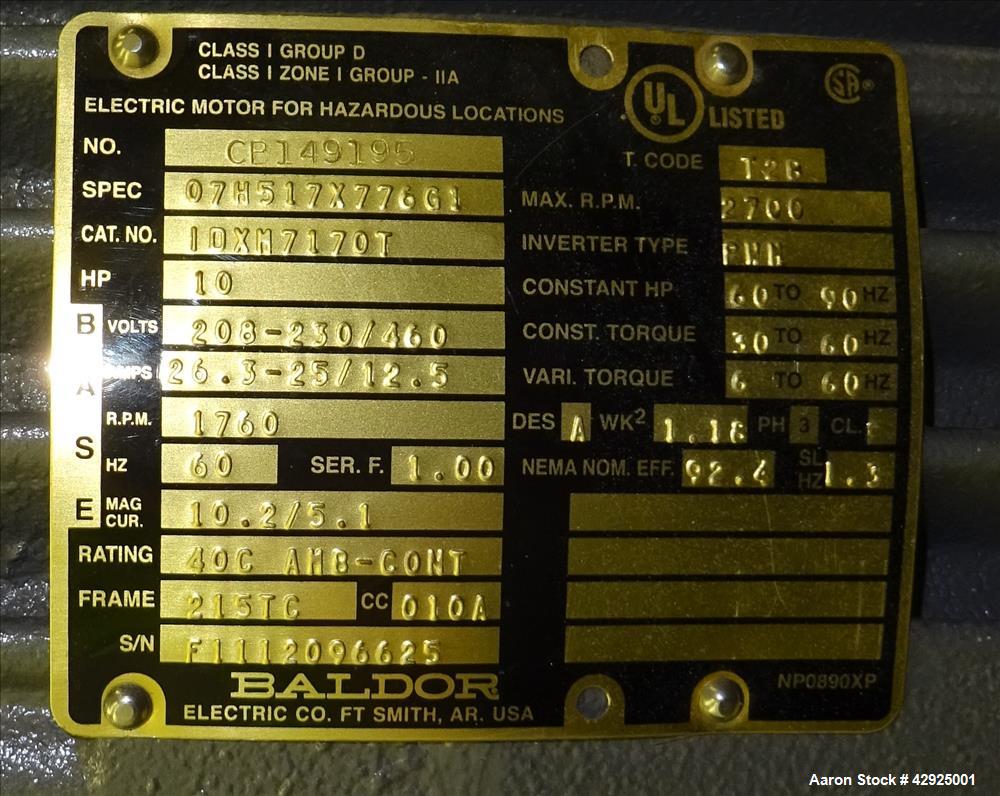 CLASS I GROUP D
CLASS I ZONE I GROUP - IIA
ELECTRIC MOTOR FOR HAZARDOUS LOCATIONS
UL ® LISTED
SA ®
NO. CP149195
T. CODE T2B
SPEC 07H517X776G1
MAX. R.P.M. 2700
CAT. NO. IDXM7170T
INVERTER TYPE PWM
HP 10
CONSTANT HP 60 TO 90 HZ
BASE
VOLTS 208-230/460
CONST. TORQUE 30 TO 60 HZ
AMPS 26.3-25/12.5
VARI. TORQUE 6 TO 60 HZ
R.P.M. 1760
DES A WK2 1.18 PH 3 CL. F
HZ 60 SER. F. 1.00
NEMA NOM. EFF. 92.4 SL HZ 1.3
MAG CUR. 10.2/5.1
RATING 40C AMB-CONT
FRAME 215TC CC 010A
S/N F1112096625
BALDOR
NP0890XP
ELECTRIC CO. FT SMITH, AR. USA
Aaron Stock # 42925001